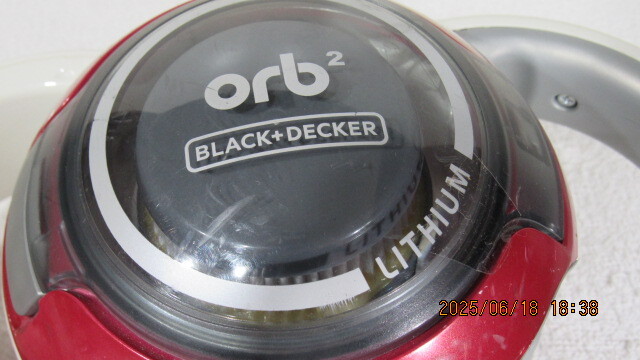 orb²
BLACK+DECKER
LITHIUM
2025/06/18 18:38